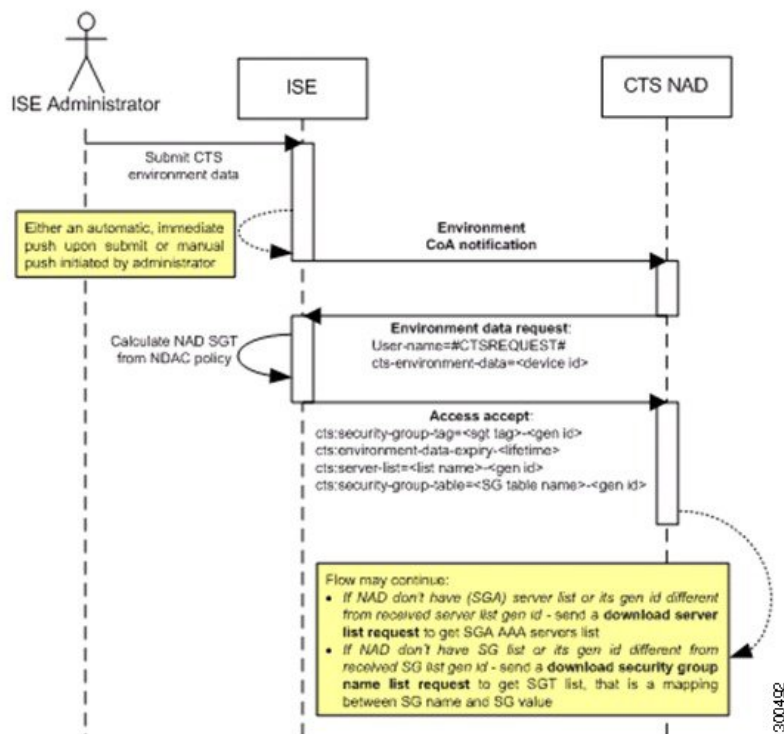 ISE Administrator
ISE
CTS NAD
Submit CTS
environment data
Either an automatic, immediate
push upon submit or manual
push initiated by administrator
Environment
CoA notification
Calculate NAD SGT
from NDAC policy
Environment data request:
User-name=#CTSREQUEST#
cts-environment-data=<device id>
Access accept:
cts:security-group-tag=<sgt tag>-<gen id>
cts:environment-data-expiry-<lifetime>
cts:server-list=<list name>-<gen id>
cts:security-group-table=<SG table name>-<gen id>
Flow may continue:
• If NAD don't have (SGA) server list or its gen id different
from received server list gen id - send a download server
list request to get SGA AAA servers list
• If NAD don't have SG list or its gen id different from
received SG list gen id - send a download security group
name list request to get SGT list, that is a mapping
between SG name and SG value
300492